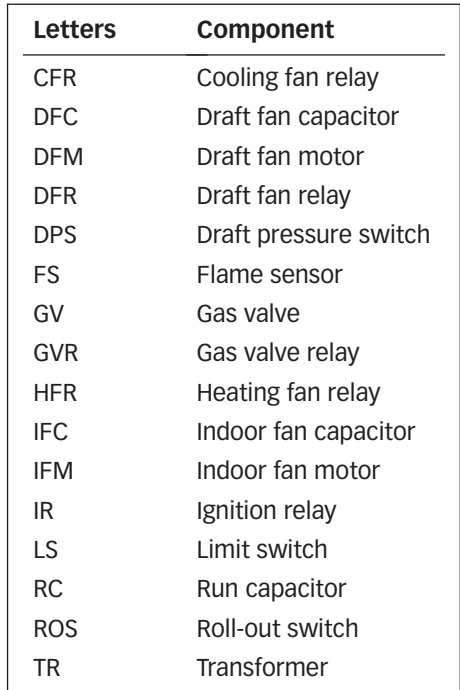 Letters Component
CFR Cooling fan relay
DFC Draft fan capacitor
DFM Draft fan motor
DFR Draft fan relay
DPS Draft pressure switch
FS Flame sensor
GV Gas valve
GVR Gas valve relay
HFR Heating fan relay
IFC Indoor fan capacitor
IFM Indoor fan motor
IR Ignition relay
LS Limit switch
RC Run capacitor
ROS Roll-out switch
TR Transformer